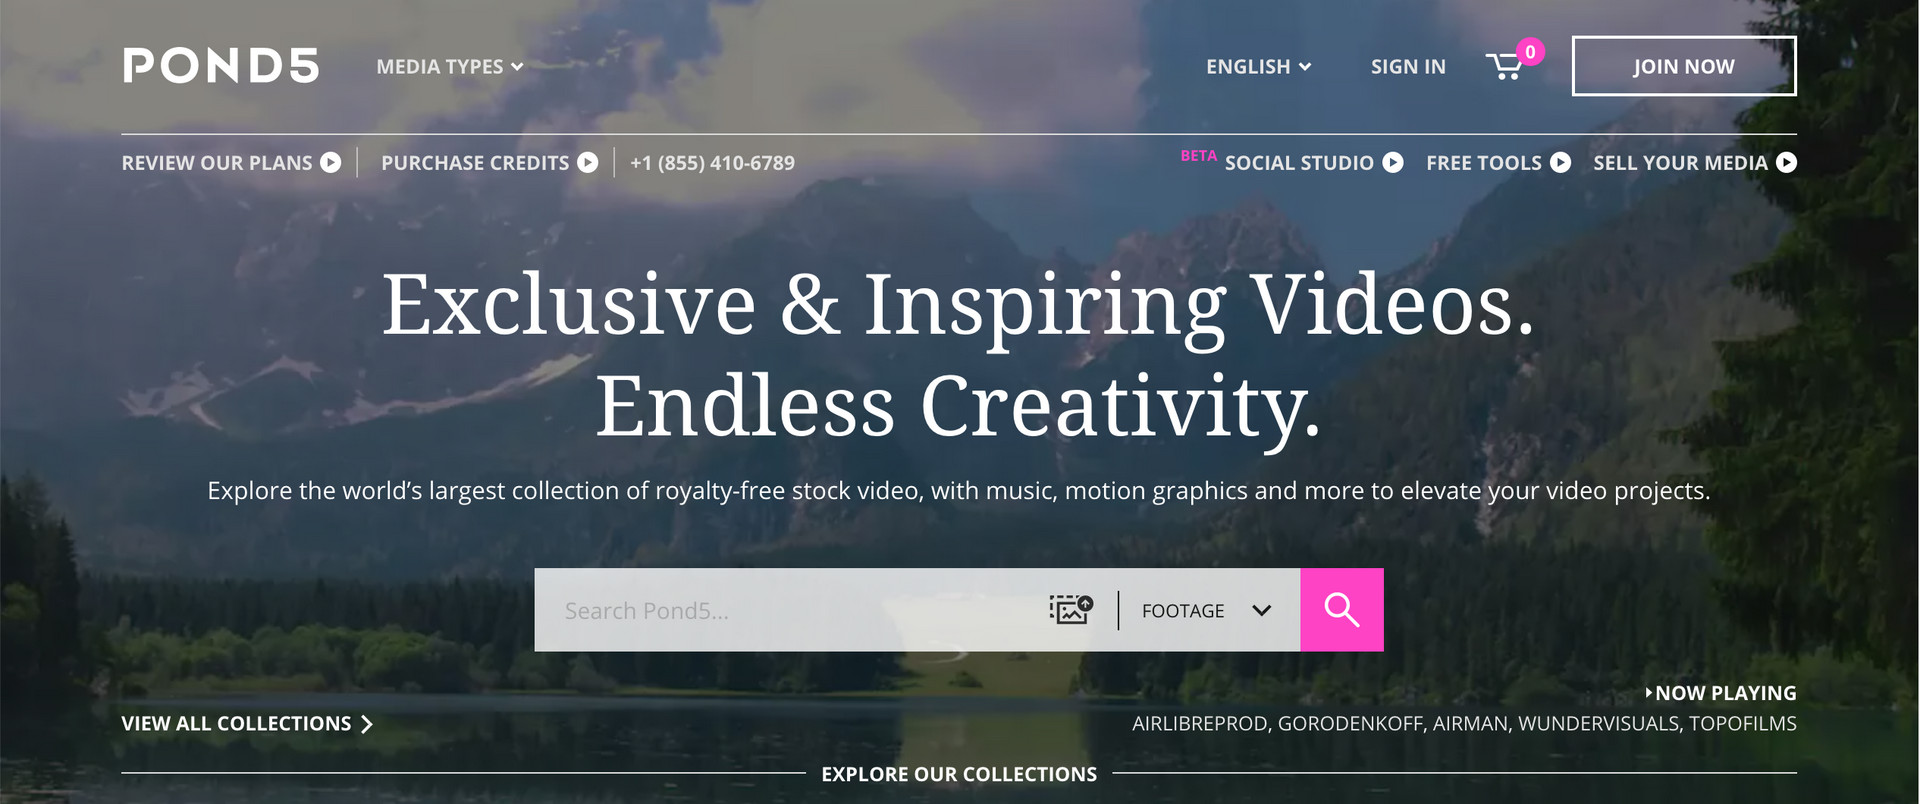 POND5 MEDIA TYPES ENGLISH SIGN IN 0 JOIN NOW
REVIEW OUR PLANS PURCHASE CREDITS +1 (855) 410-6789 BETA SOCIAL STUDIO FREE TOOLS SELL YOUR MEDIA
Exclusive & Inspiring Videos.
Endless Creativity.
Explore the world’s largest collection of royalty-free stock video, with music, motion graphics and more to elevate your video projects.
Search Pond5... FOOTAGE
NOW PLAYING
VIEW ALL COLLECTIONS AIRLIBREPROD, GORODENKOFF, AIRMAN, WUNDERVISUALS, TOPOFILMS
EXPLORE OUR COLLECTIONS